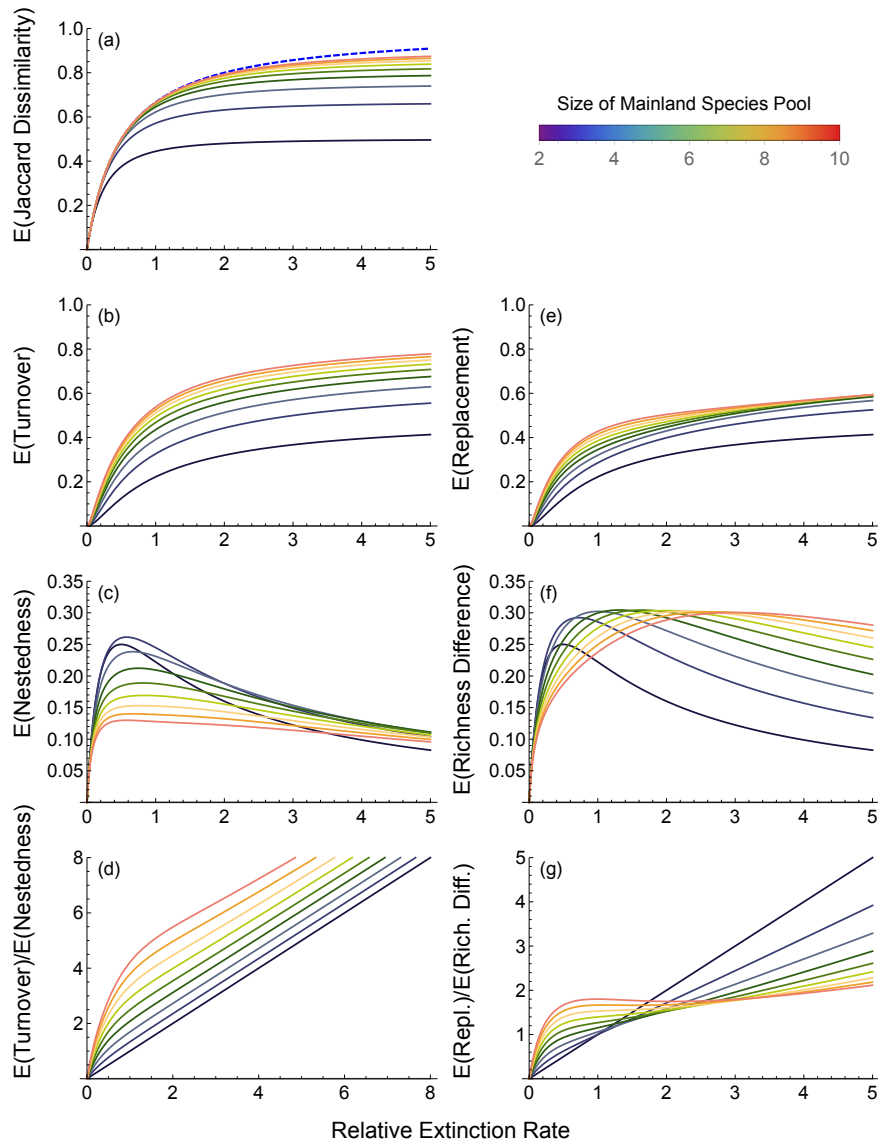 (a)
E(Jaccard Dissimilarity)
1.0
0.8
0.6
0.4
0.2
0 1 2 3 4 5
Size of Mainland Species Pool
2 4 6 8 10
(b)
E(Turnover)
1.0
0.8
0.6
0.4
0.2
0 1 2 3 4 5
(e)
E(Replacement)
1.0
0.8
0.6
0.4
0.2
0 1 2 3 4 5
(c)
E(Nestedness)
0.35
0.30
0.25
0.20
0.15
0.10
0.05
0 1 2 3 4 5
(f)
E(Richness Difference)
0.35
0.30
0.25
0.20
0.15
0.10
0.05
0 1 2 3 4 5
(d)
E(Turnover)/E(Nestedness)
8
6
4
2
0 2 4 6 8
(g)
E(Repl.)/E(Rich. Diff.)
5
4
3
2
1
0 1 2 3 4 5
Relative Extinction Rate